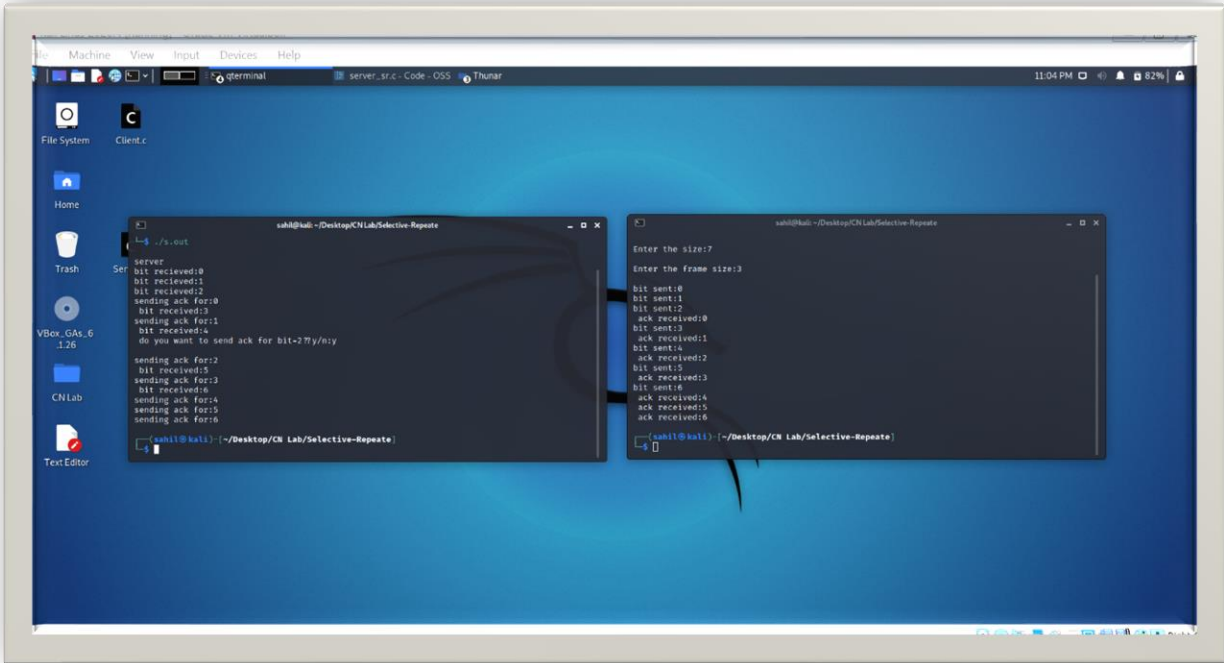 Machine View Input Devices Help
qterminal
server_sr.c - Code - OSS
Thunar
11:04 PM
82%
File System
Client.c
Home
Trash
Ser
VBox_GAs_6
.1.26
CN Lab
Text Editor
sahil@kali: ~/Desktop/CN Lab/Selective-Repeate
$ ./s.out
server
bit recieved:0
bit recieved:1
bit recieved:2
sending ack for:0
bit received:3
sending ack for:1
bit received:4
do you want to send ack for bit-2??y/n:y
sending ack for:2
bit received:5
sending ack for:3
bit received:6
sending ack for:4
sending ack for:5
sending ack for:6
(sahil㉿kali)-[~/Desktop/CN Lab/Selective-Repeate]
$
sahil@kali: ~/Desktop/CN Lab/Selective-Repeate
Enter the size:7
Enter the frame size:3
bit sent:0
bit sent:1
bit sent:2
ack received:0
bit sent:3
ack received:1
bit sent:4
ack received:2
bit sent:5
ack received:3
bit sent:6
ack received:4
ack received:5
ack received:6
(sahil㉿kali)-[~/Desktop/CN Lab/Selective-Repeate]
$